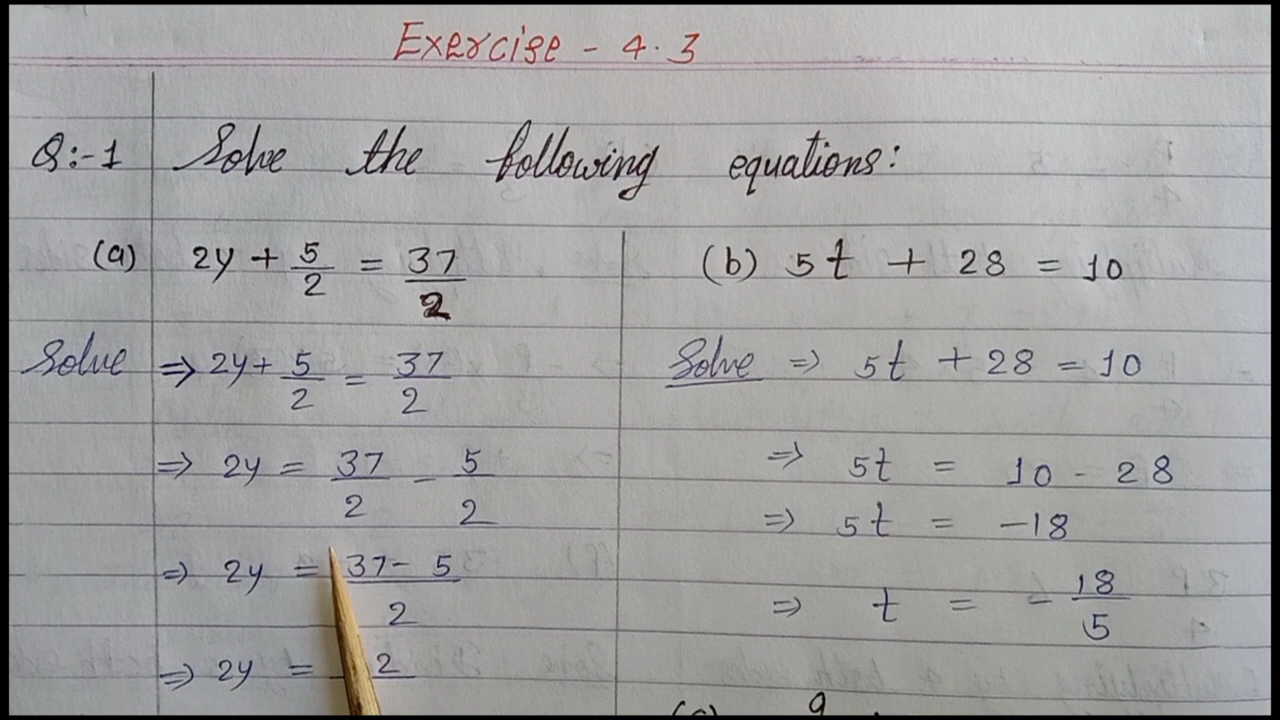 Exercise - 4.3
Q:-1 Solve the following equations:
(a) 2y + 5/2 = 37/2
Solve ⇒ 2y + 5/2 = 37/2
⇒ 2y = 37/2 - 5/2
⇒ 2y = 37 - 5/2
⇒ 2y = 2
(b) 5t + 28 = 10
Solve ⇒ 5t + 28 = 10
⇒ 5t = 10 - 28
⇒ 5t = -18
⇒ t = - 18/5